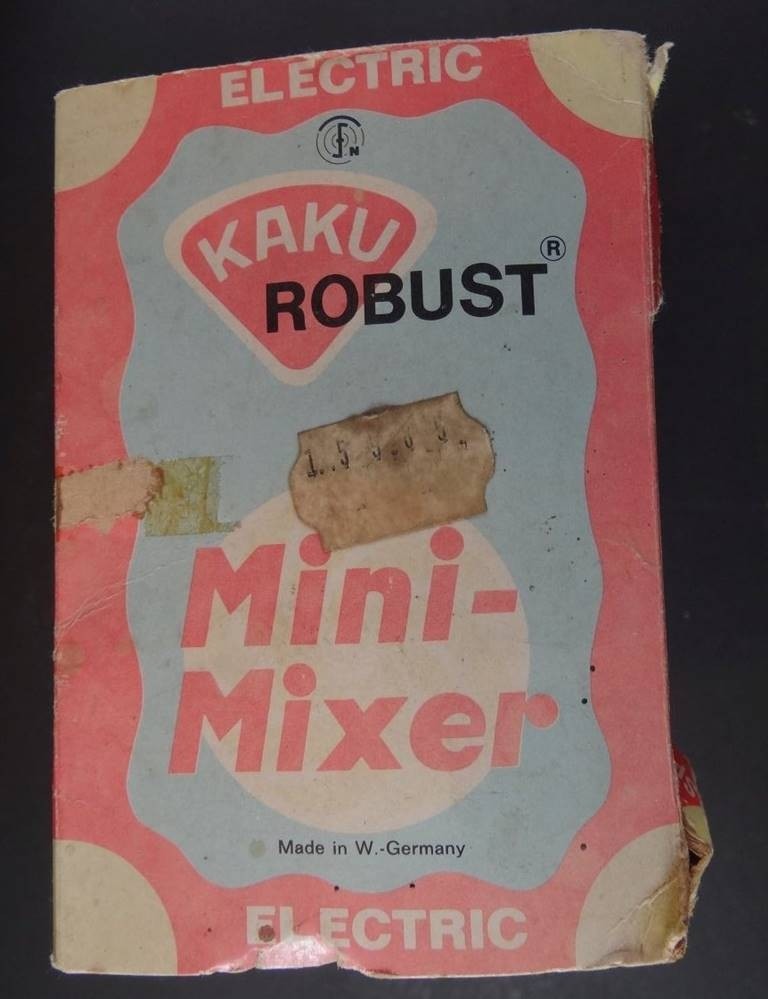 ELECTRIC
N
KAKU
ROBUST®
Mini-
Mixer
Made in W.-Germany
ELECTRIC